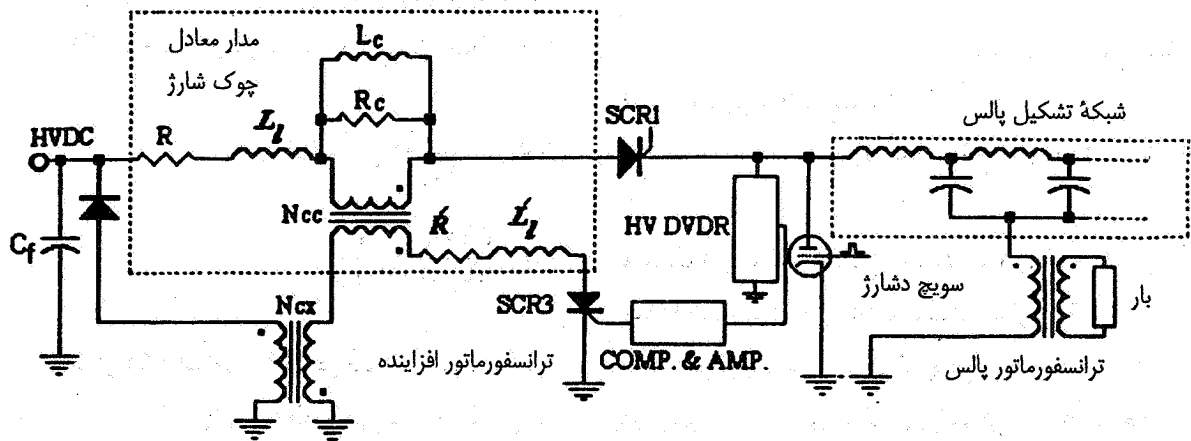 مدار معادل
چوک شارژ
Lc
Rc
HVDC
R
Ll
SCR1
شبکهٔ تشکیل پالس
Ncc
Ŕ
Ĺl
HV DVDR
Cf
Ncx
SCR3
سویچ دشارژ
بار
COMP. & AMP.
ترانسفورماتور افزاینده
ترانسفورماتور پالس